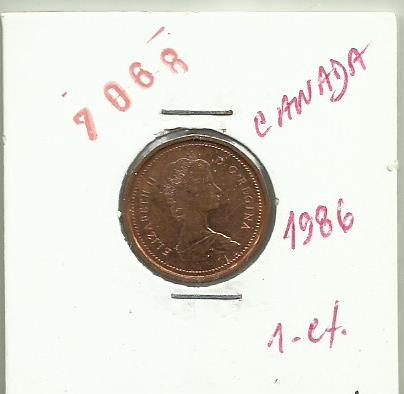 7068
CANADA
ELIZABETH II D·G·REGINA
1986
1-ct.